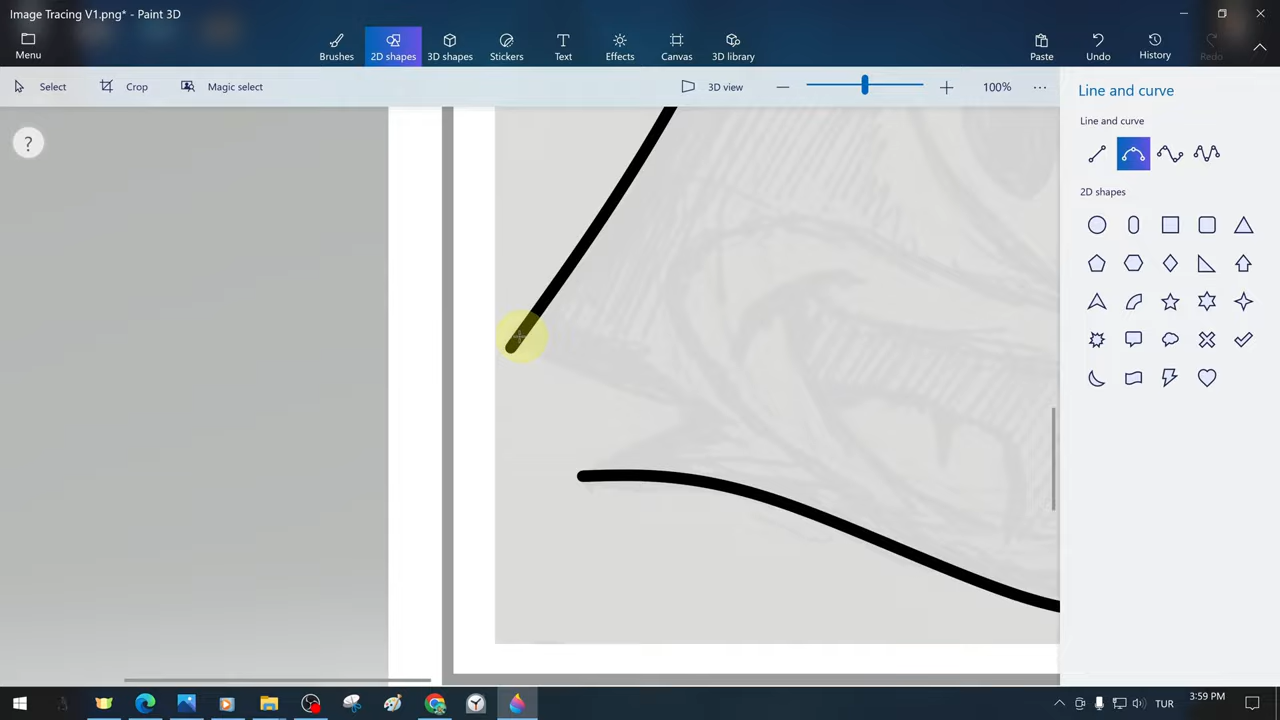 Image Tracing V1.png* - Paint 3D
Menu
Brushes
2D shapes
3D shapes
Stickers
Text
Effects
Canvas
3D library
Paste
Undo
History
Redo
Select
Crop
Magic select
3D view
100%
Line and curve
Line and curve
2D shapes
?
TUR
3:59 PM